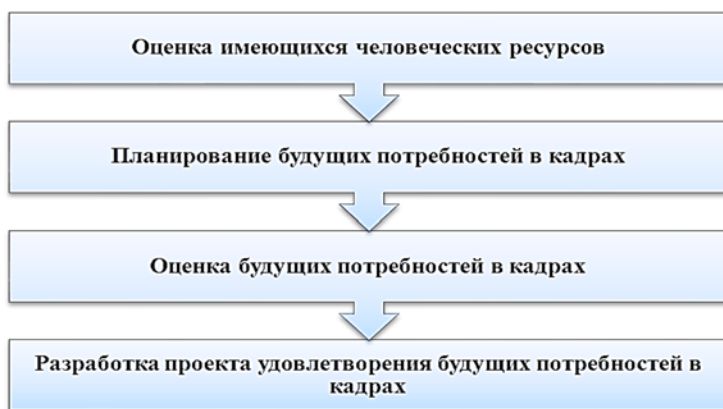 Оценка имеющихся человеческих ресурсов
Планирование будущих потребностей в кадрах
Оценка будущих потребностей в кадрах
Разработка проекта удовлетворения будущих потребностей в
кадрах